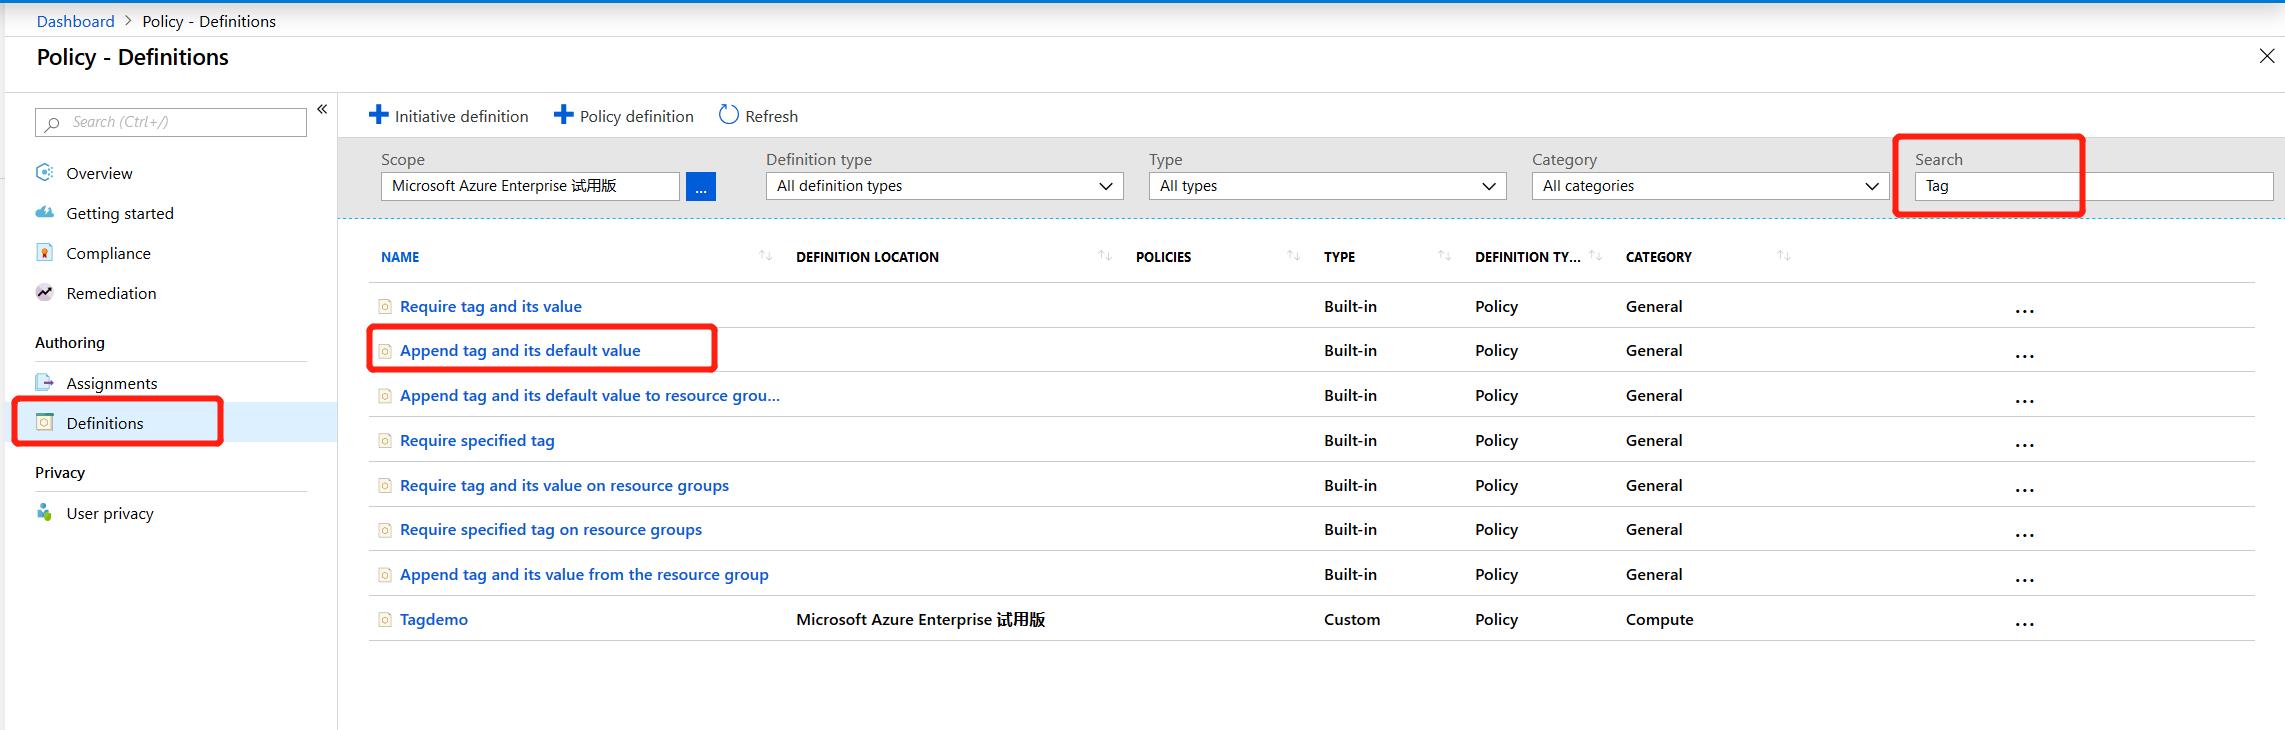 Dashboard > Policy - Definitions
Policy - Definitions
Search (Ctrl+/)
Overview
Getting started
Compliance
Remediation
Authoring
Assignments
Definitions
Privacy
User privacy
Initiative definition Policy definition Refresh
Scope Definition type Type Category Search
Microsoft Azure Enterprise 试用版 ... All definition types All types All categories Tag
NAME DEFINITION LOCATION POLICIES TYPE DEFINITION TY... CATEGORY
Require tag and its value Built-in Policy General ...
Append tag and its default value Built-in Policy General ...
Append tag and its default value to resource grou... Built-in Policy General ...
Require specified tag Built-in Policy General ...
Require tag and its value on resource groups Built-in Policy General ...
Require specified tag on resource groups Built-in Policy General ...
Append tag and its value from the resource group Built-in Policy General ...
Tagdemo Microsoft Azure Enterprise 试用版 Custom Policy Compute ...